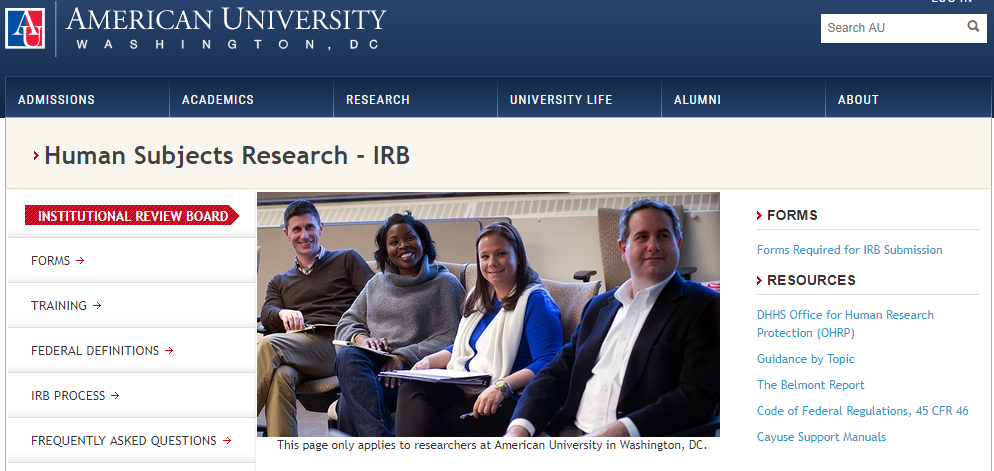 AMERICAN UNIVERSITY
WASHINGTON, DC
AU
LOG IN
Search AU
ADMISSIONS
ACADEMICS
RESEARCH
UNIVERSITY LIFE
ALUMNI
ABOUT
Human Subjects Research - IRB
INSTITUTIONAL REVIEW BOARD
FORMS
TRAINING
FEDERAL DEFINITIONS
IRB PROCESS
FREQUENTLY ASKED QUESTIONS
This page only applies to researchers at American University in Washington, DC.
FORMS
Forms Required for IRB Submission
RESOURCES
DHHS Office for Human Research
Protection (OHRP)
Guidance by Topic
The Belmont Report
Code of Federal Regulations, 45 CFR 46
Cayuse Support Manuals